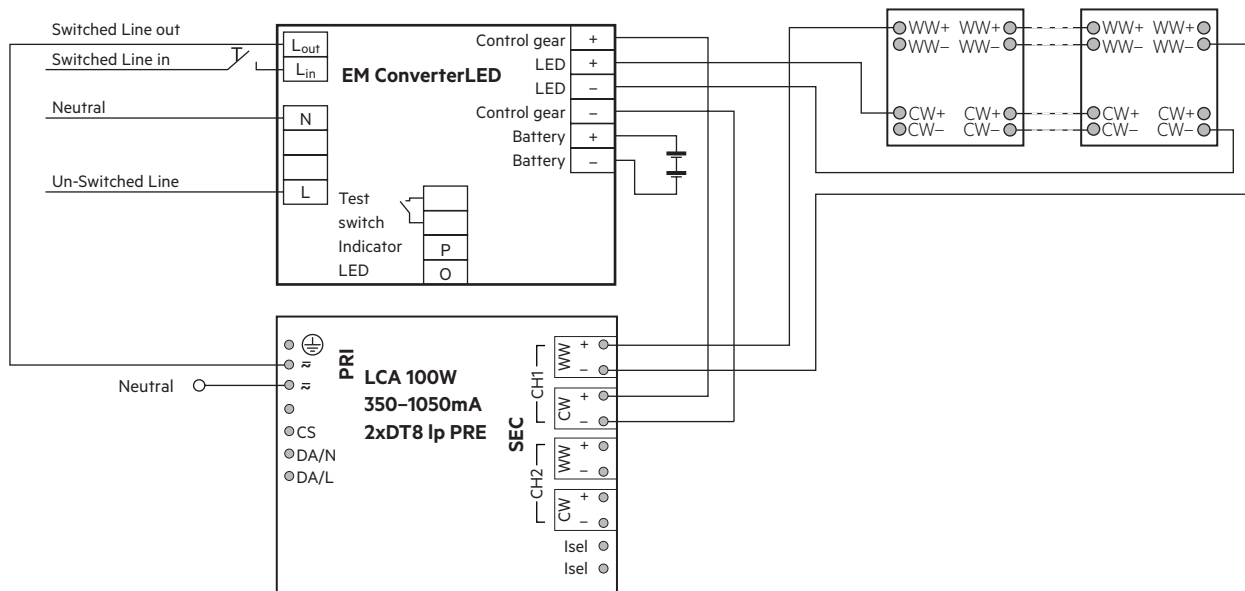 Switched Line out
Switched Line in
Neutral
Un-Switched Line
Lout
Lin
N
L
EM ConverterLED
Control gear +
LED +
LED –
Control gear –
Battery +
Battery –
Test
switch
Indicator P
LED O
WW+ WW+ WW+ WW+
WW– WW– WW– WW–
CW+ CW+ CW+ CW+
CW– CW– CW– CW–
Neutral
PRI
CS
DA/N
DA/L
LCA 100W
350–1050mA
2xDT8 lp PRE
SEC
CH1
WW + –
CW + –
CH2
WW + –
CW + –
Isel
Isel